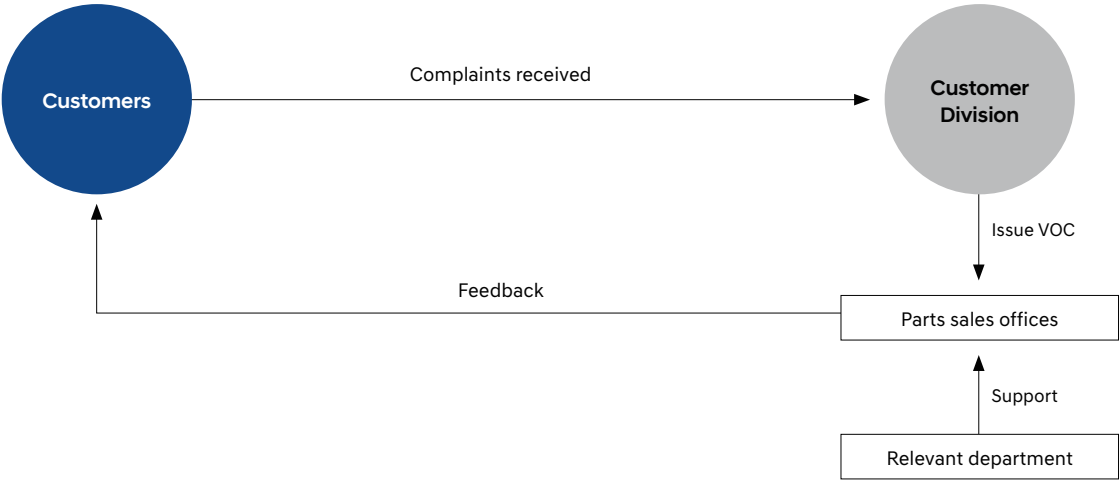 Customers
Complaints received
Customer
Division
Issue VOC
Feedback
Parts sales offices
Support
Relevant department